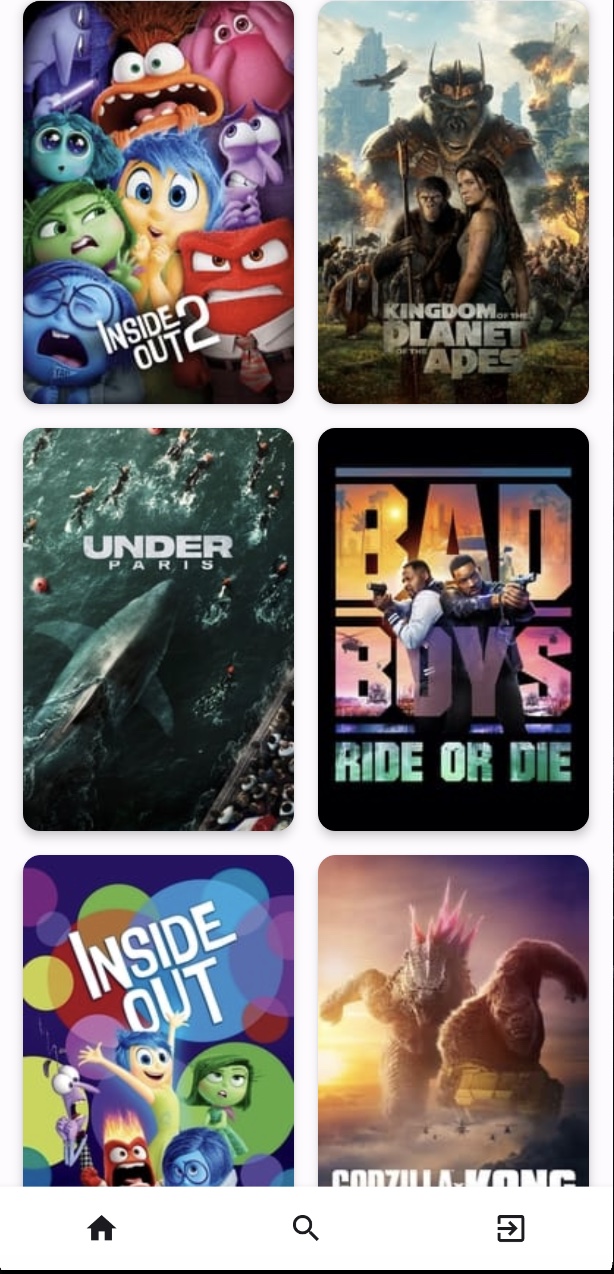 INSIDE
OUT 2
KINGDOM OF THE
PLANET
OF THE APES
UNDER
PARIS
BAD
BOYS
RIDE OR DIE
INSIDE
OUT
GODZILLA x KONG